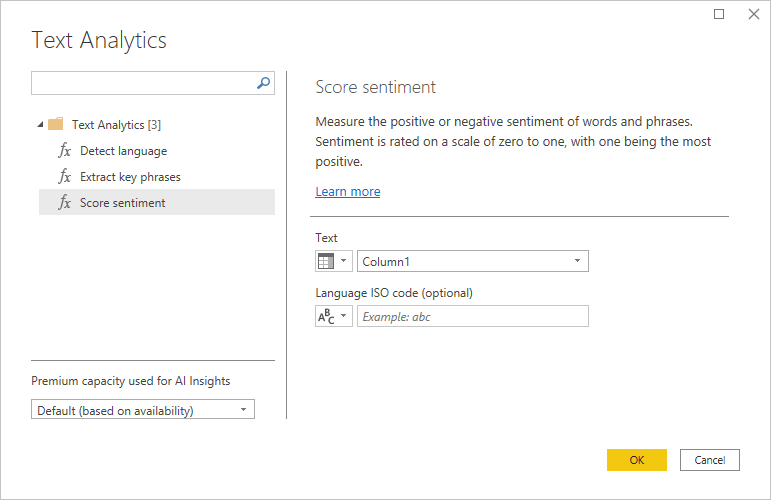 Text Analytics
Text Analytics [3]
fx Detect language
fx Extract key phrases
fx Score sentiment
Premium capacity used for AI Insights
Default (based on availability)
Score sentiment
Measure the positive or negative sentiment of words and phrases.
Sentiment is rated on a scale of zero to one, with one being the most
positive.
Learn more
Text
Column1
Language ISO code (optional)
ABC
Example: abc
OK
Cancel